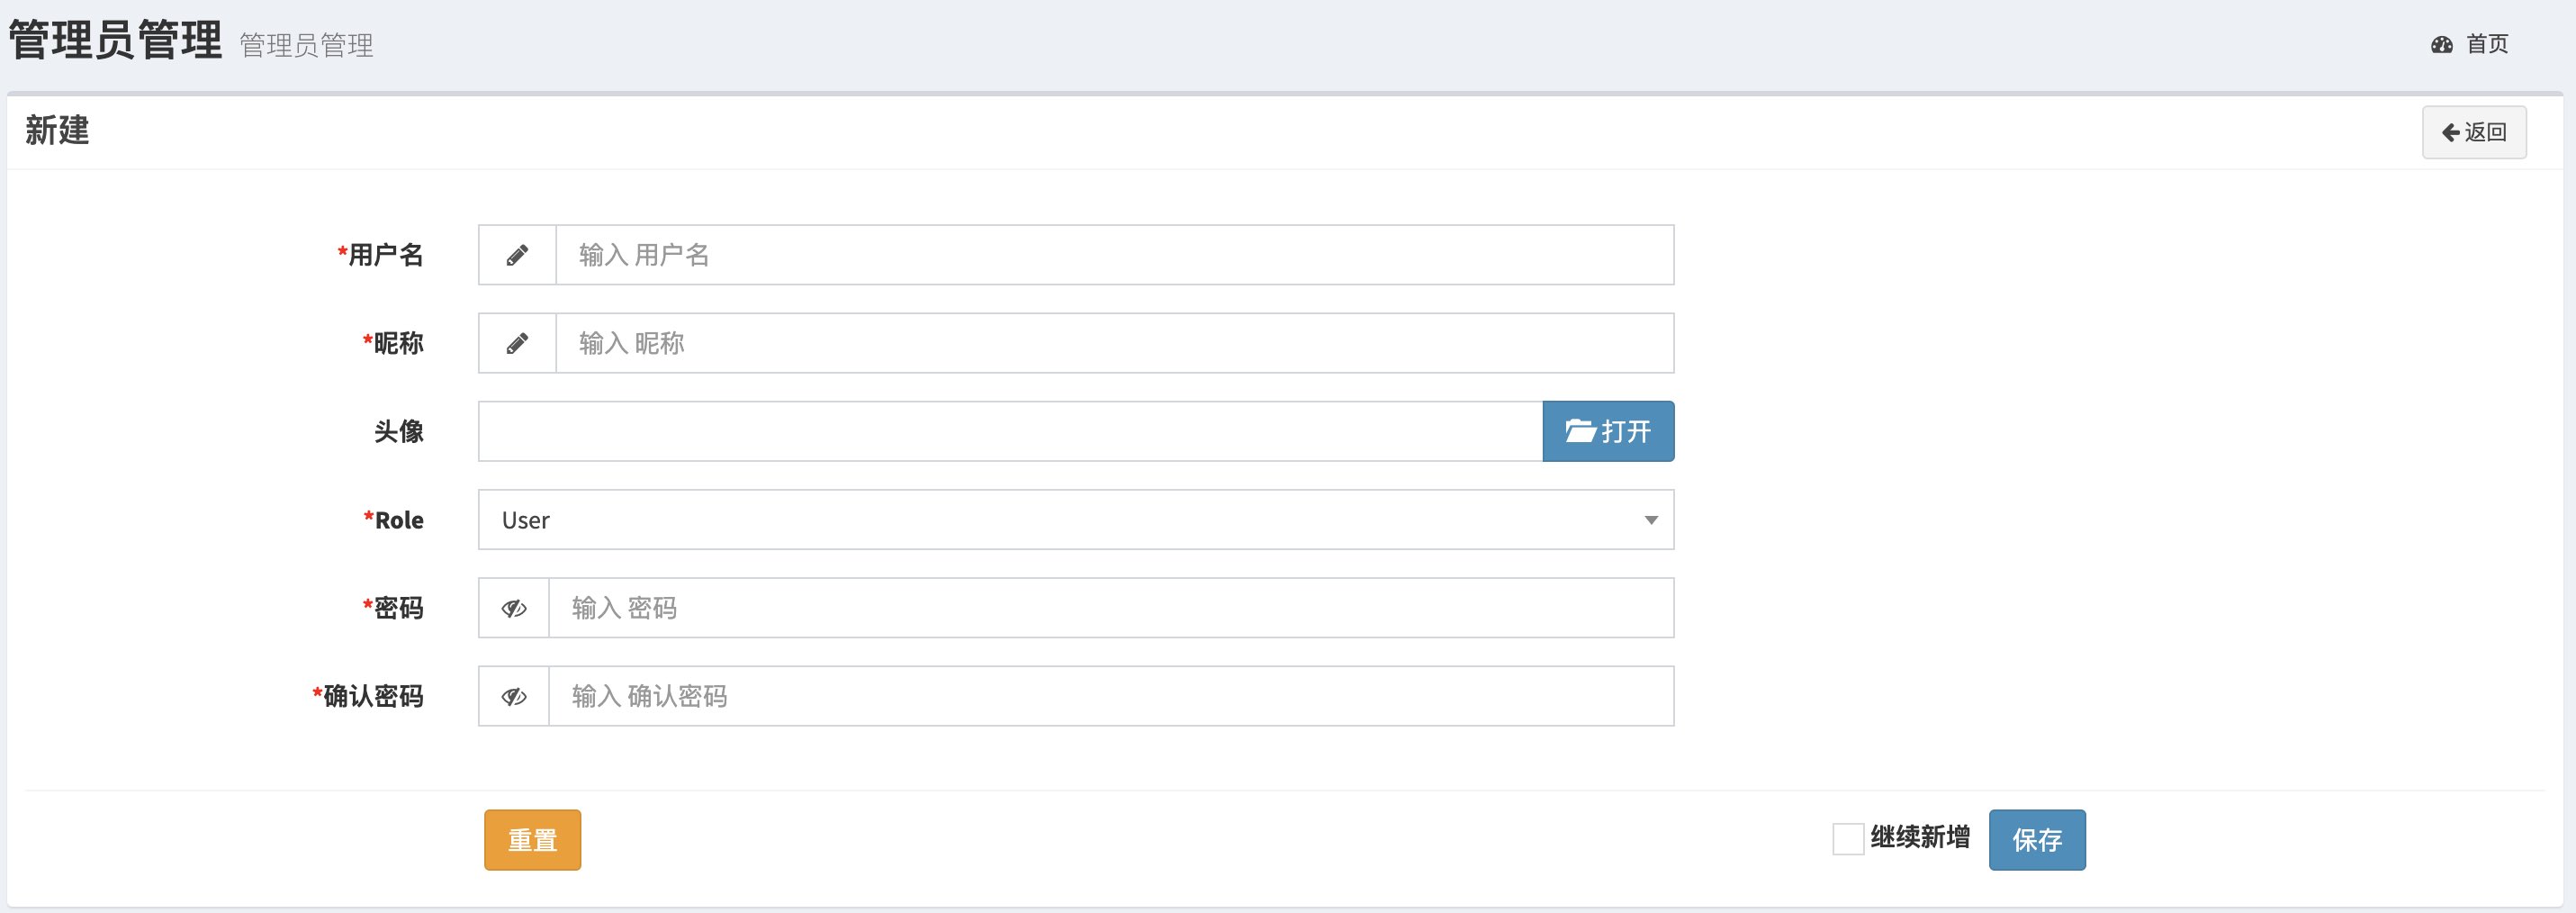 管理员管理 管理员管理
首页
新建
返回
*用户名 输入 用户名
*昵称 输入 昵称
头像 打开
*Role User
*密码 输入 密码
*确认密码 输入 确认密码
重置 继续新增 保存